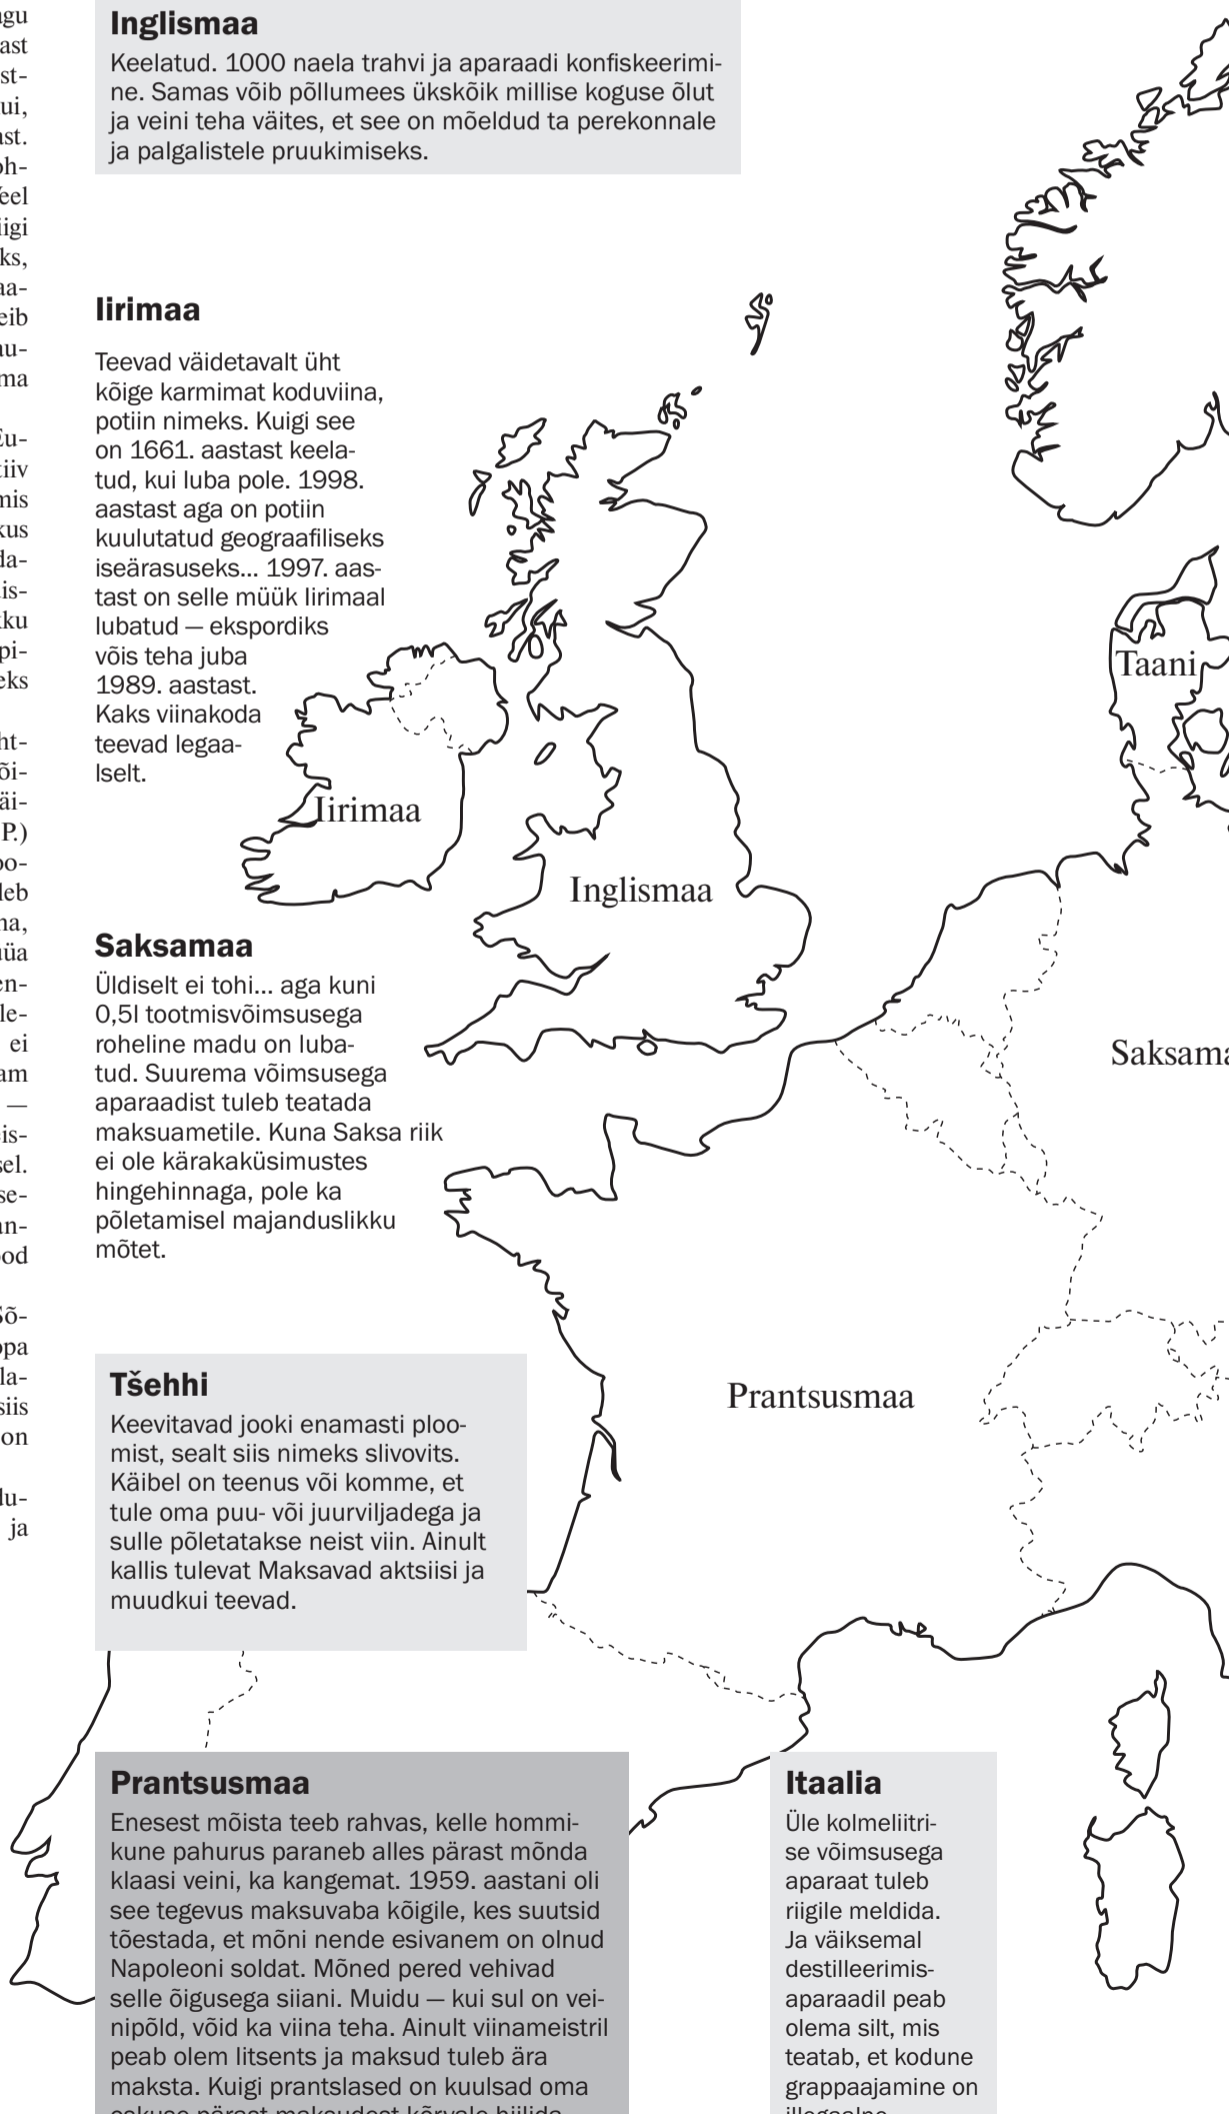 Inglismaa
Keelatud. 1000 naela trahvi ja aparaadi konfiskeerimi-
ne. Samas võib põllumees ükskõik millise koguse õlut
ja veini teha väites, et see on mõeldud ta perekonnale
ja palgalistele pruukimiseks.
Iirimaa
Teevad väidetavalt üht
kõige karmimat koduviina,
potiin nimeks. Kuigi see
on 1661. aastast keela-
tud, kui luba pole. 1998.
aastast aga on potiin
kuulutatud geograafiliseks
iseärasuseks... 1997. aas-
tast on selle müük Iirimaal
lubatud — ekspordiks
võis teha juba
1989. aastast.
Kaks viinakoda
teevad legaa-
lselt.
Saksamaa
Üldiselt ei tohi... aga kuni
0,5l tootmisvõimsusega
roheline madu on luba-
tud. Suurema võimsusega
aparaadist tuleb teatada
maksuametile. Kuna Saksa riik
ei ole kärakaküsimustes
hingehinnaga, pole ka
põletamisel majanduslikku
mõtet.
Tšehhi
Keevitavad jooki enamasti ploo-
mist, sealt siis nimeks slivovits.
Käibel on teenus või komme, et
tule oma puu- või juurviljadega ja
sulle põletatakse neist viin. Ainult
kallis tulevat Maksavad aktsiisi ja
muudkui teevad.
Prantsusmaa
Enesest mõista teeb rahvas, kelle hommi-
kune pahurus paraneb alles pärast mõnda
klaasi veini, ka kangemat. 1959. aastani oli
see tegevus maksuvaba kõigile, kes suutsid
tõestada, et mõni nende esivanem on olnud
Napoleoni soldat. Mõned pered vehivad
selle õigusega siiani. Muidu — kui sul on vei-
nipõld, võid ka viina teha. Ainult viinameistril
peab olem litsents ja maksud tuleb ära
maksta. Kuigi prantslased on kuulsad oma
Itaalia
Üle kolmeliitri-
se võimsusega
aparaat tuleb
riigile meldida.
Ja väiksemal
destilleerimis-
aparaadil peab
olema silt, mis
teatab, et kodune
grappaajamine on
Taani
Iirimaa
Inglismaa
Saksama
Prantsusmaa